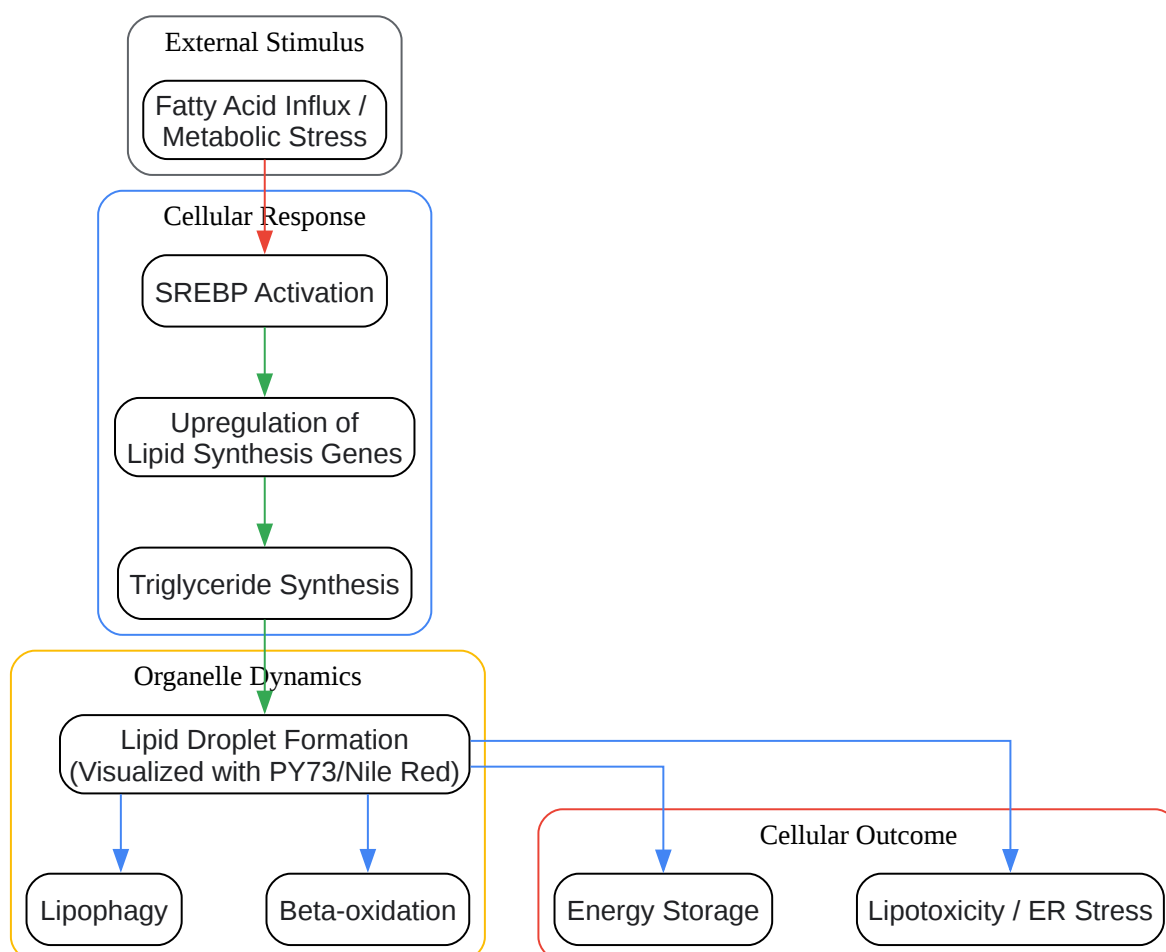 External Stimulus
Fatty Acid Influx /
Metabolic Stress
Cellular Response
SREBP Activation
Upregulation of
Lipid Synthesis Genes
Triglyceride Synthesis
Organelle Dynamics
Lipid Droplet Formation
(Visualized with PY73/Nile Red)
Cellular Outcome
Lipophagy
Beta-oxidation
Energy Storage
Lipotoxicity / ER Stress